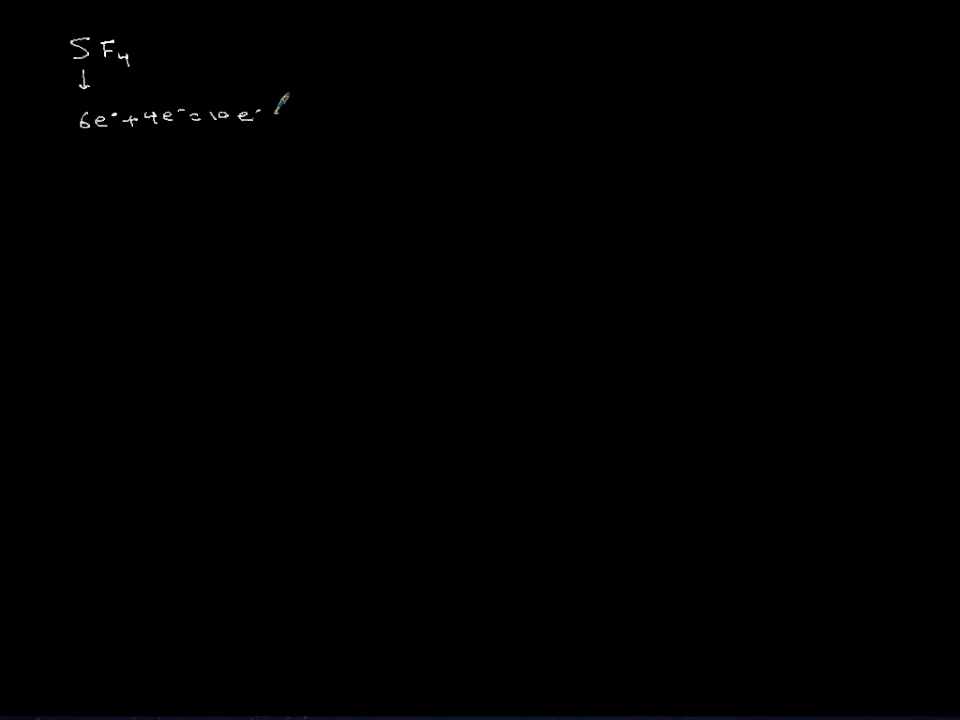 SF₄
↓
6e⁻ + 4e⁻ = 10 e⁻